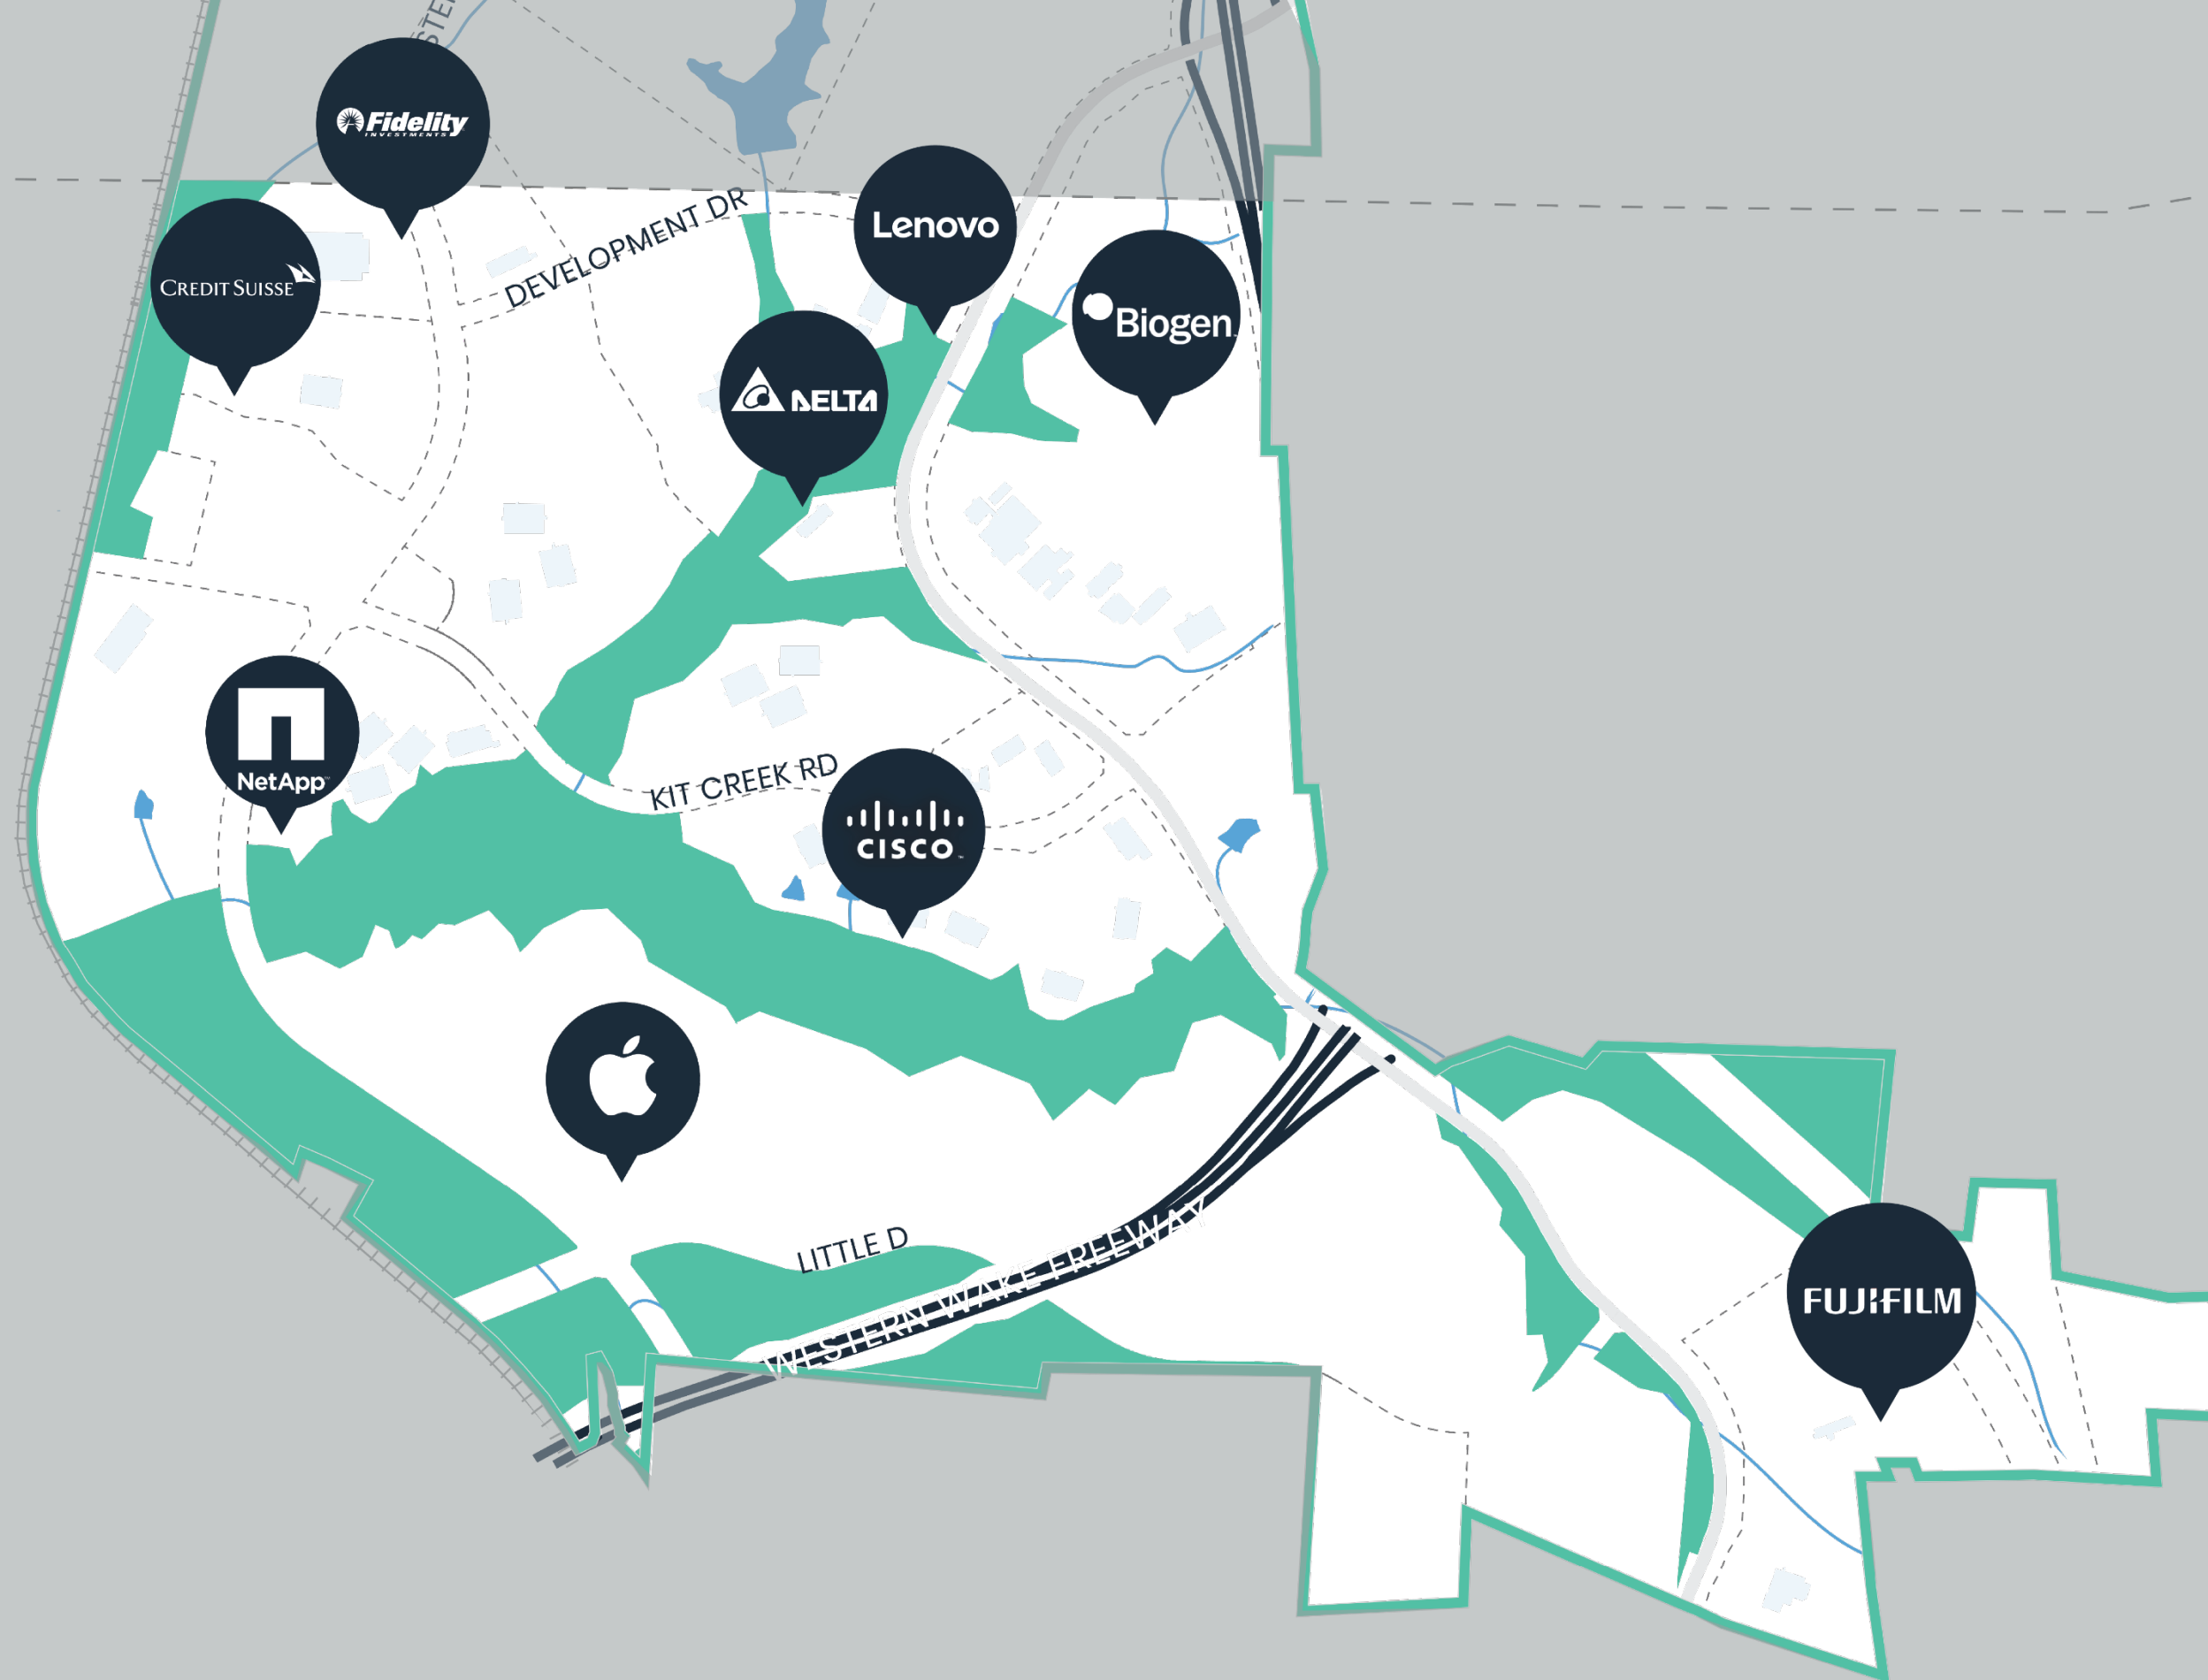 STE
Fidelity
INVESTMENTS
CREDIT SUISSE
DEVELOPMENT DR
Lenovo
Biogen
DELTA
NetApp
KIT CREEK RD
CISCO
LITTLE D
WESTERN WAKE FREEWAY
FUJIFILM